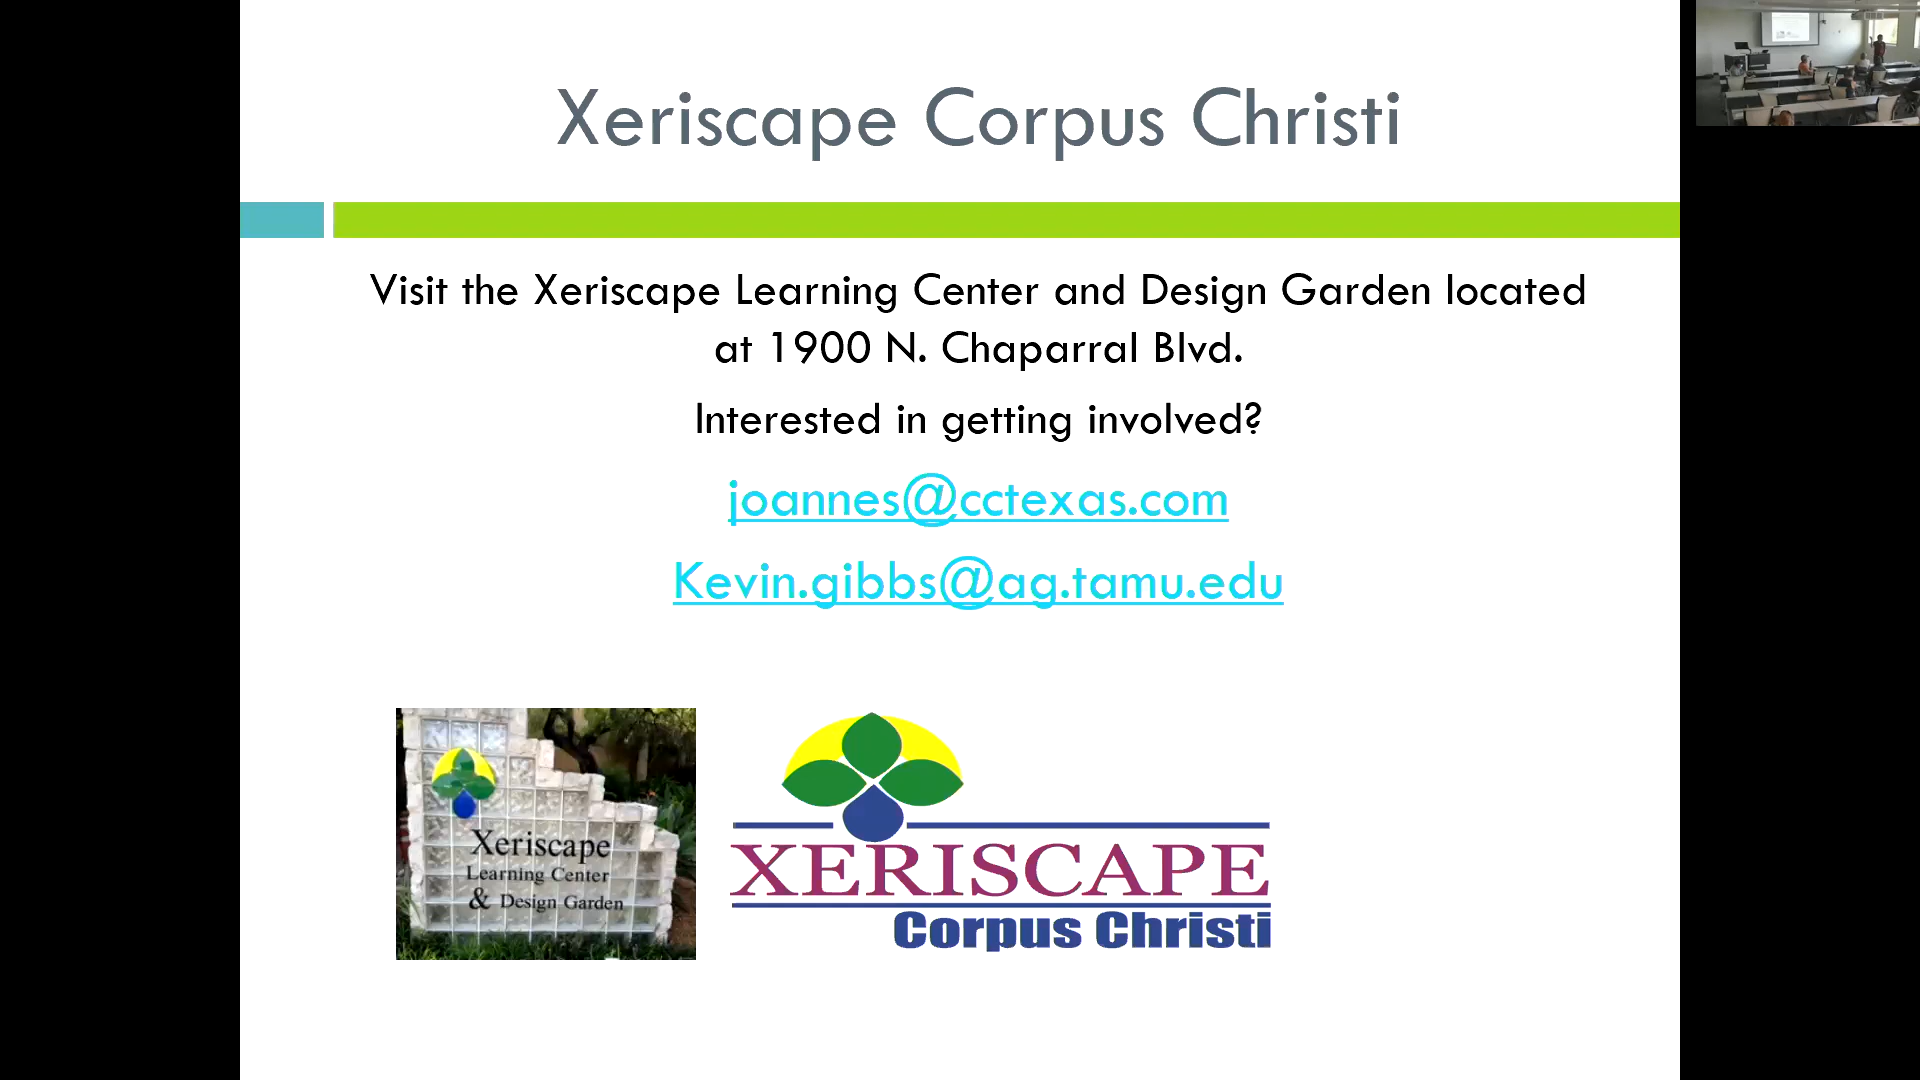 Xeriscape Corpus Christi
Visit the Xeriscape Learning Center and Design Garden located
at 1900 N. Chaparral Blvd.
Interested in getting involved?
joannes@cctexas.com
Kevin.gibbs@ag.tamu.edu
Xeriscape
Learning Center
& Design Garden
XERISCAPE
Corpus Christi